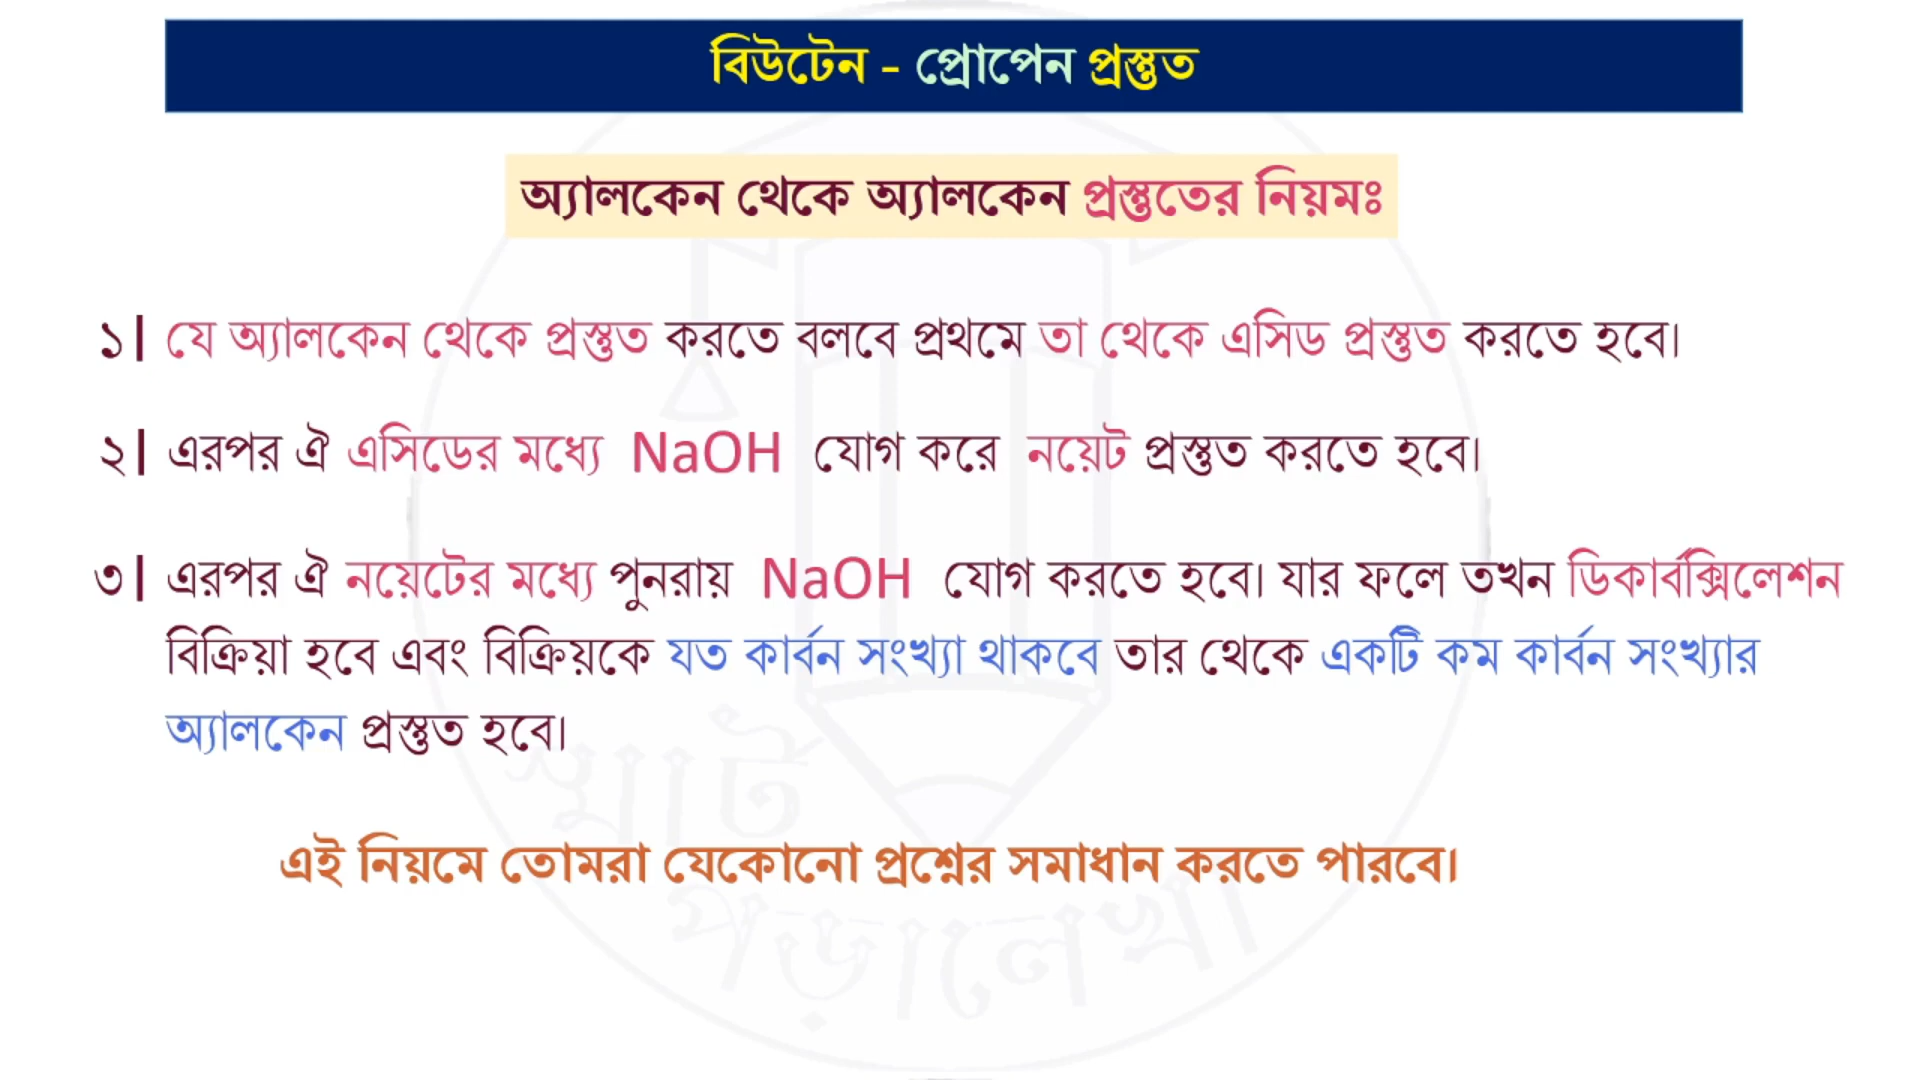 বিউটেন - প্রোপেন প্রস্তুত
অ্যালকেন থেকে অ্যালকেন প্রস্তুতের নিয়মঃ
১| যে অ্যালকেন থেকে প্রস্তুত করতে বলবে প্রথমে তা থেকে এসিড প্রস্তুত করতে হবে।
২| এরপর ঐ এসিডের মধ্যে NaOH যোগ করে নয়েট প্রস্তুত করতে হবে।
৩| এরপর ঐ নয়েটের মধ্যে পুনরায় NaOH যোগ করতে হবে। যার ফলে তখন ডিকার্বক্সিলেশন
বিক্রিয়া হবে এবং বিক্রিয়কে যত কার্বন সংখ্যা থাকবে তার থেকে একটি কম কার্বন সংখ্যার
অ্যালকেন প্রস্তুত হবে।
স্মার্ট
এই নিয়মে তোমরা যেকোনো প্রশ্নের সমাধান করতে পারবে।
পড়ালেখা